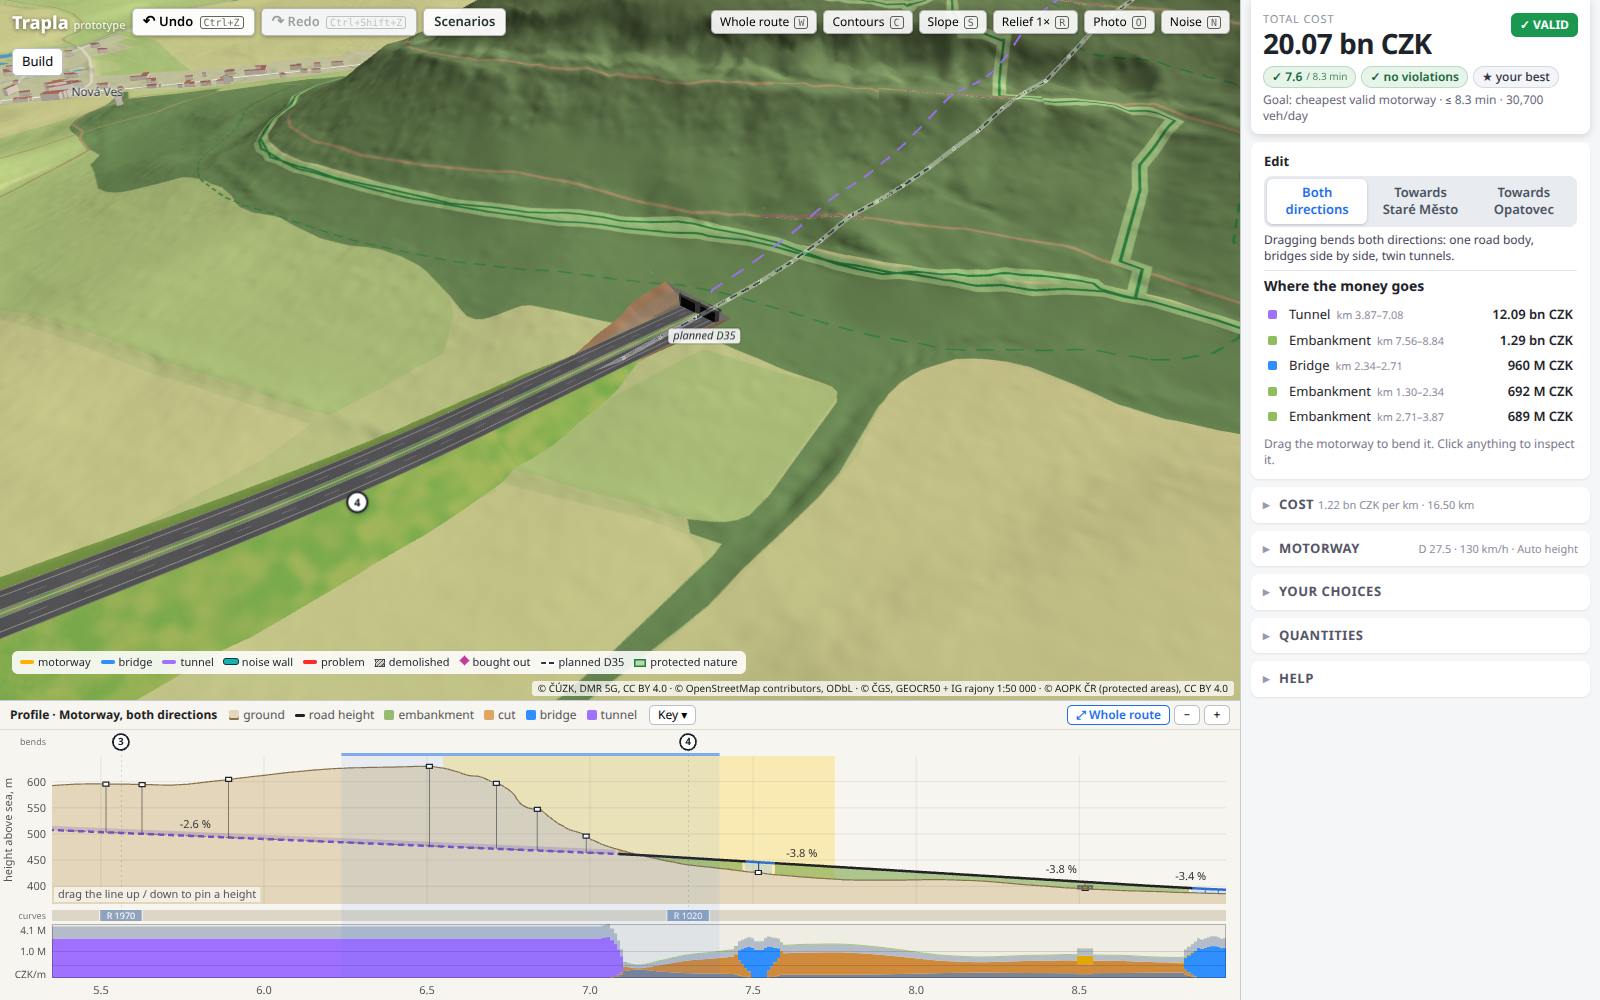 Trapla prototype
↶ Undo Ctrl+Z
↷ Redo Ctrl+Shift+Z
Scenarios
Whole route W
Contours C
Slope S
Relief 1× R
Photo O
Noise N
Build
Nová Ves
planned D35
4
motorway bridge tunnel noise wall problem demolished bought out planned D35 protected nature
© ČÚZK, DMR 5G, CC BY 4.0 · © OpenStreetMap contributors, ODbL · © ČGS, GEOCR50 + IG rajony 1:50 000 · © AOPK ČR (protected areas), CC BY 4.0
TOTAL COST
✓ VALID
20.07 bn CZK
✓ 7.6 / 8.3 min
✓ no violations
★ your best
Goal: cheapest valid motorway · ≤ 8.3 min · 30,700
veh/day
Edit
Both
directions
Towards
Staré Město
Towards
Opatovec
Dragging bends both directions: one road body,
bridges side by side, twin tunnels.
Where the money goes
Tunnel km 3.87–7.08 12.09 bn CZK
Embankment km 7.56–8.84 1.29 bn CZK
Bridge km 2.34–2.71 960 M CZK
Embankment km 1.30–2.34 692 M CZK
Embankment km 2.71–3.87 689 M CZK
Drag the motorway to bend it. Click anything to inspect
it.
▶ COST 1.22 bn CZK per km · 16.50 km
▶ MOTORWAY D 27.5 · 130 km/h · Auto height
▶ YOUR CHOICES
▶ QUANTITIES
▶ HELP
Profile · Motorway, both directions ground road height embankment cut bridge tunnel Key ▾
⤢ Whole route − +
bends 3 4
height above sea, m
600
550
500
450
400
-2.6 %
-3.8 %
-3.8 %
-3.4 %
drag the line up / down to pin a height
curves R 1970 R 1020
4.1 M
1.0 M
CZK/m
5.5 6.0 6.5 7.0 7.5 8.0 8.5